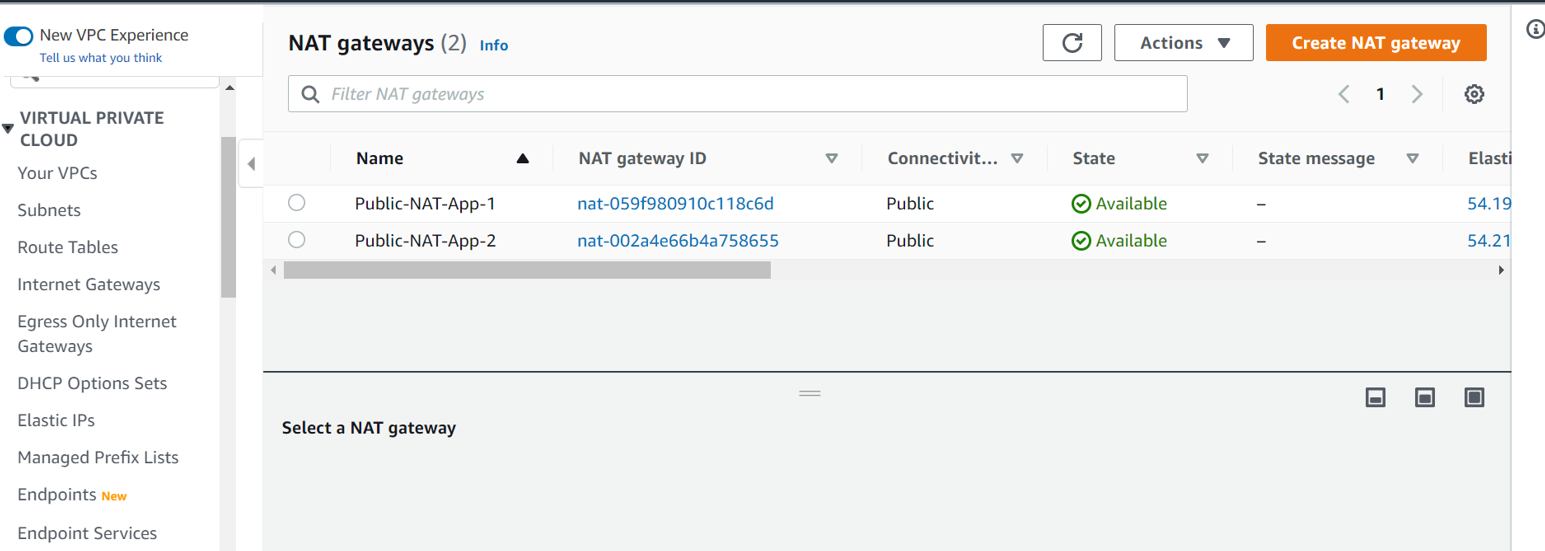 New VPC Experience
Tell us what you think
VIRTUAL PRIVATE
CLOUD
Your VPCs
Subnets
Route Tables
Internet Gateways
Egress Only Internet
Gateways
DHCP Options Sets
Elastic IPs
Managed Prefix Lists
Endpoints New
Endpoint Services
NAT gateways (2) Info
Actions
Create NAT gateway
Filter NAT gateways
1
Name NAT gateway ID Connectivit... State State message Elasti
Public-NAT-App-1 nat-059f980910c118c6d Public Available – 54.19
Public-NAT-App-2 nat-002a4e66b4a758655 Public Available – 54.21
Select a NAT gateway